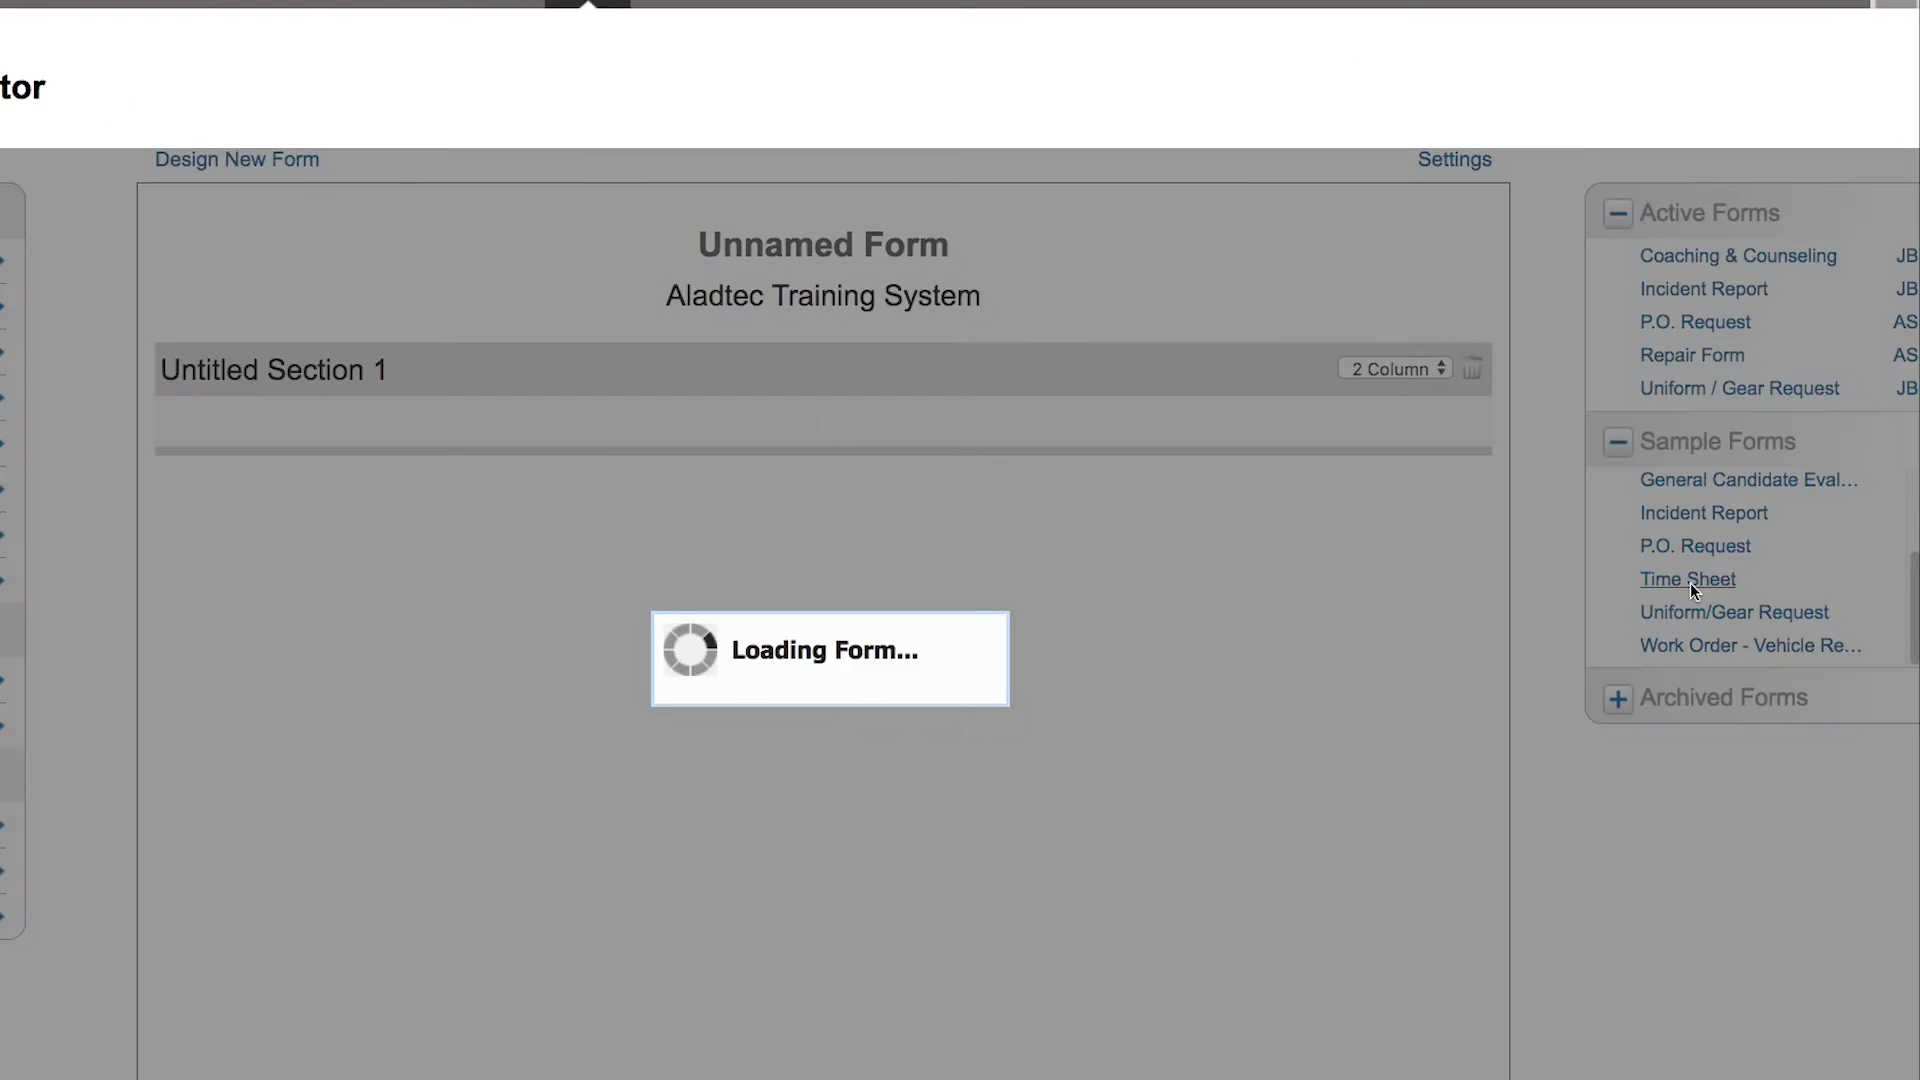 tor
Design New Form
Settings
Unnamed Form
Aladtec Training System
Untitled Section 1
2 Column
Loading Form...
Active Forms
Coaching & Counseling JB
Incident Report JB
P.O. Request AS
Repair Form AS
Uniform / Gear Request JB
Sample Forms
General Candidate Eval...
Incident Report
P.O. Request
Time Sheet
Uniform/Gear Request
Work Order - Vehicle Re...
Archived Forms